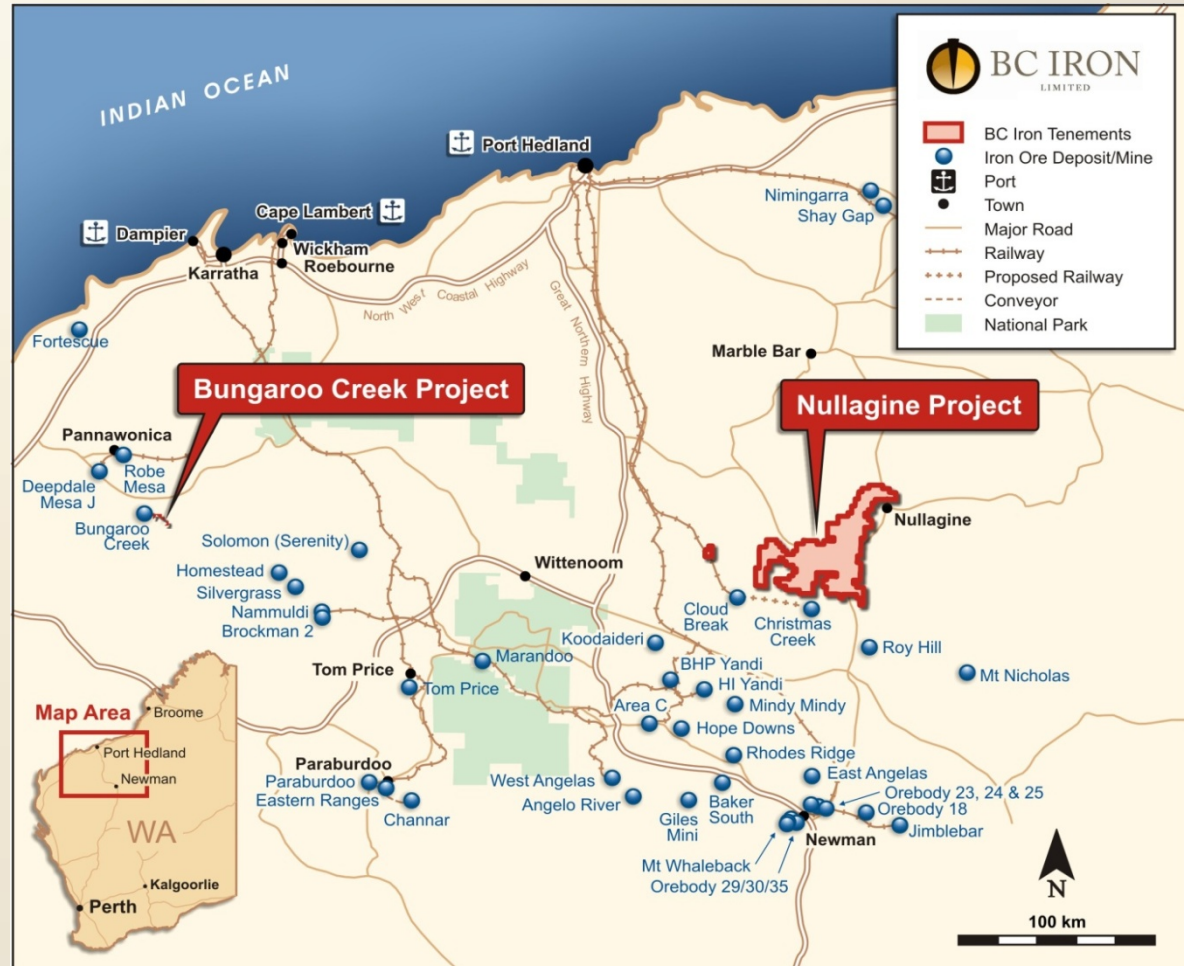 INDIAN OCEAN
BC IRON
LIMITED
BC Iron Tenements
Iron Ore Deposit/Mine
Port
Town
Major Road
Railway
Proposed Railway
Conveyor
National Park
Port Hedland
Nimingarra
Shay Gap
Cape Lambert
Dampier
Wickham
Roebourne
Karratha
North West Coastal Highway
Great Northern Highway
Fortescue
Marble Bar
Bungaroo Creek Project
Nullagine Project
Pannawonica
Robe
Mesa
Deepdale
Mesa J
Bungaroo
Creek
Nullagine
Solomon (Serenity)
Homestead
Silvergrass
Nammuldi
Brockman 2
Wittenoom
Cloud
Break
Christmas
Creek
Koodaideri
Roy Hill
Mt Nicholas
Marandoo
BHP Yandi
HI Yandi
Mindy Mindy
Tom Price
Tom Price
Area C
Hope Downs
Rhodes Ridge
Map Area
Broome
Port Hedland
Newman
WA
Kalgoorlie
Perth
Paraburdoo
Paraburdoo
Eastern Ranges
Channar
West Angelas
Angelo River
Giles
Mini
Baker
South
East Angelas
Orebody 23, 24 & 25
Orebody 18
Jimblebar
Newman
Mt Whaleback
Orebody 29/30/35
N
100 km